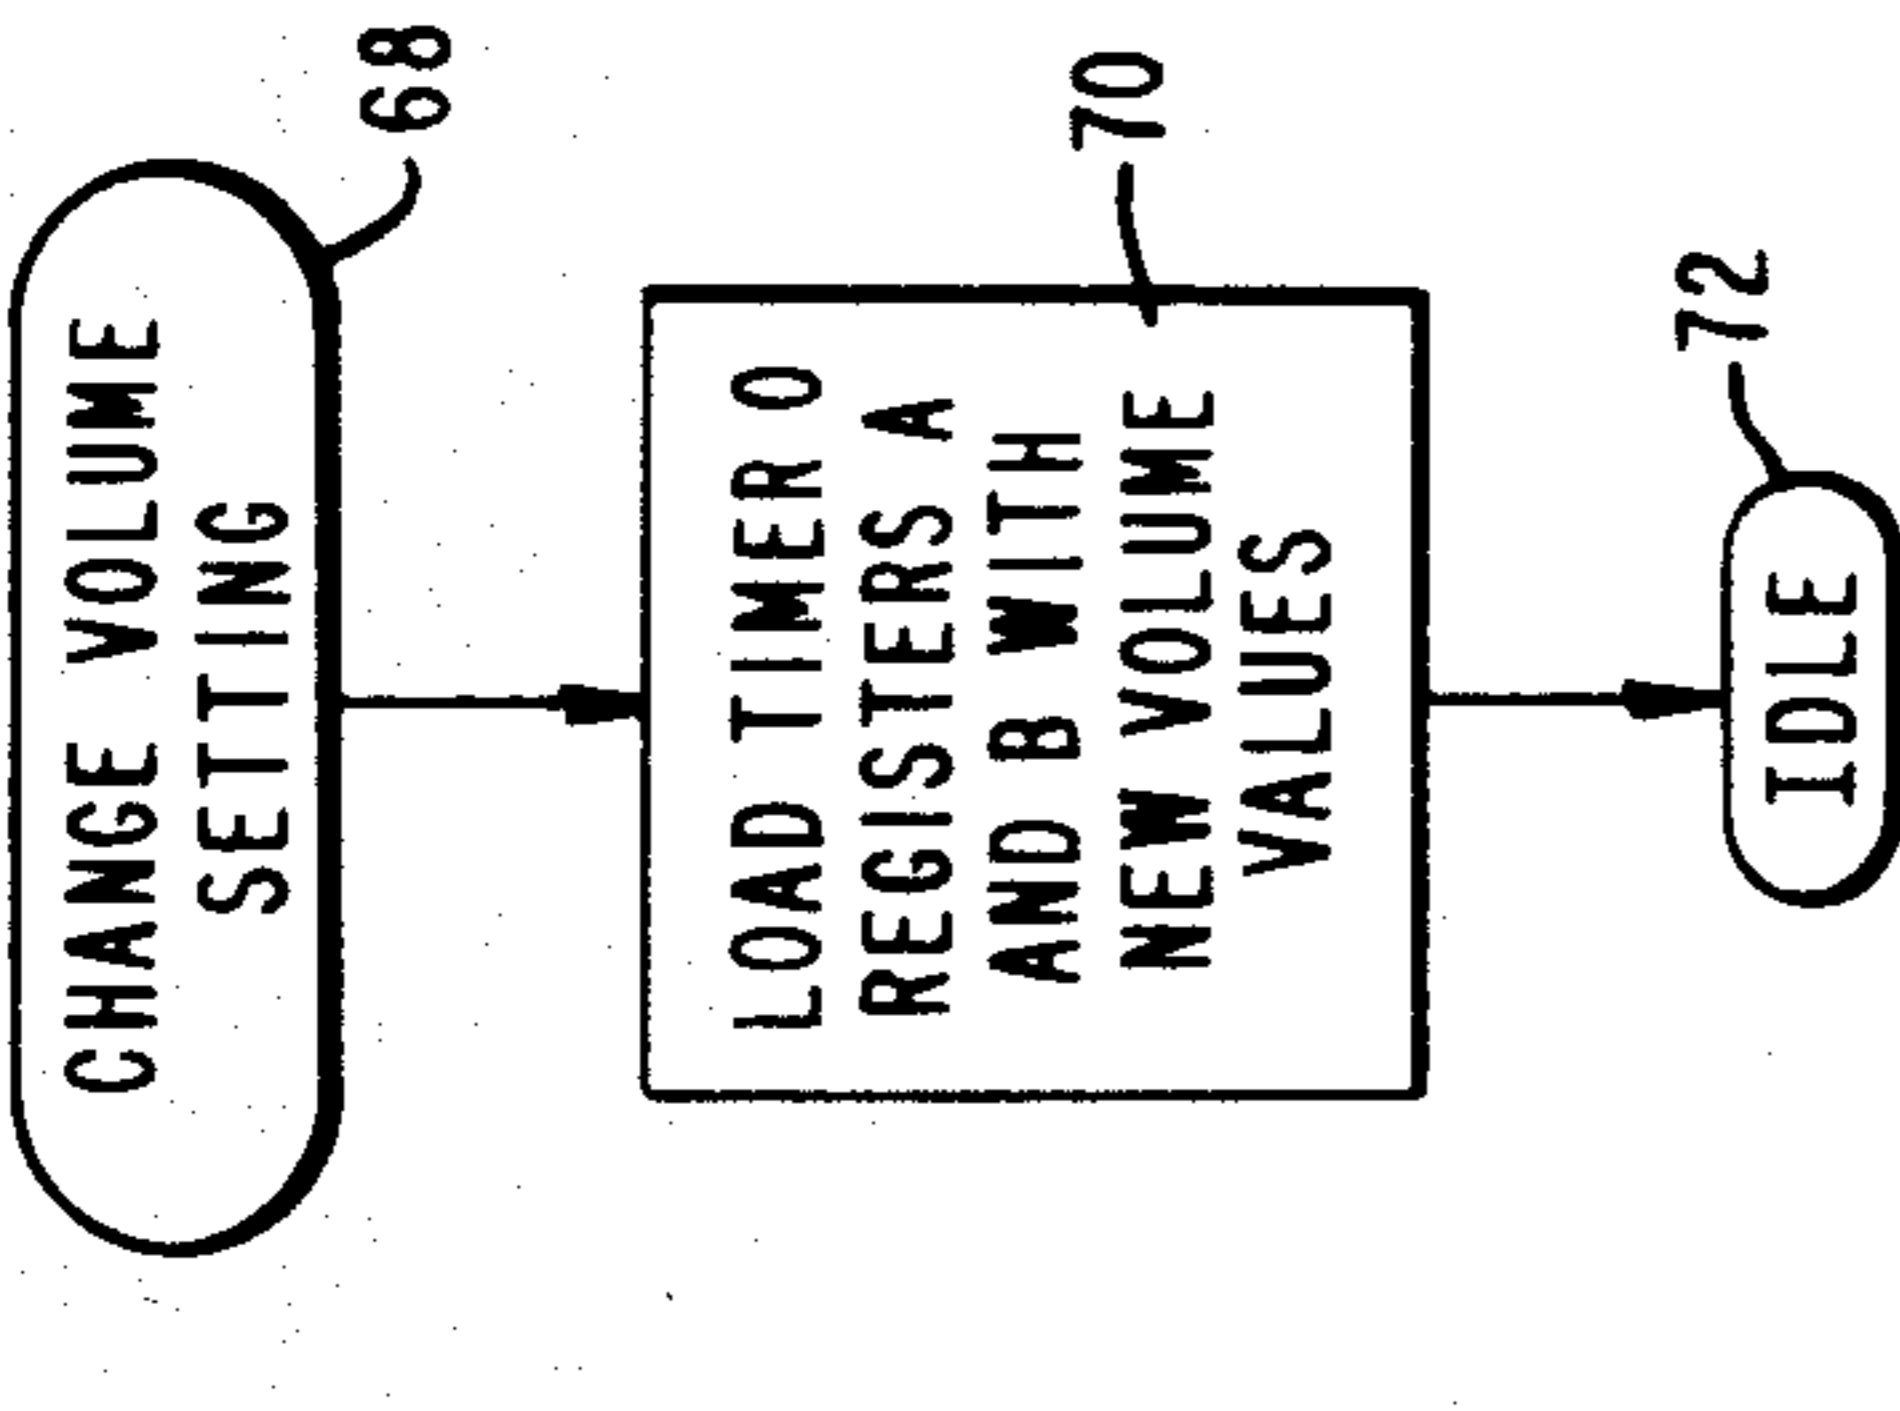 CHANGE VOLUME
SETTING
68
LOAD TIMER 0
REGISTERS A
AND B WITH
NEW VOLUME
VALUES
70
IDLE
72